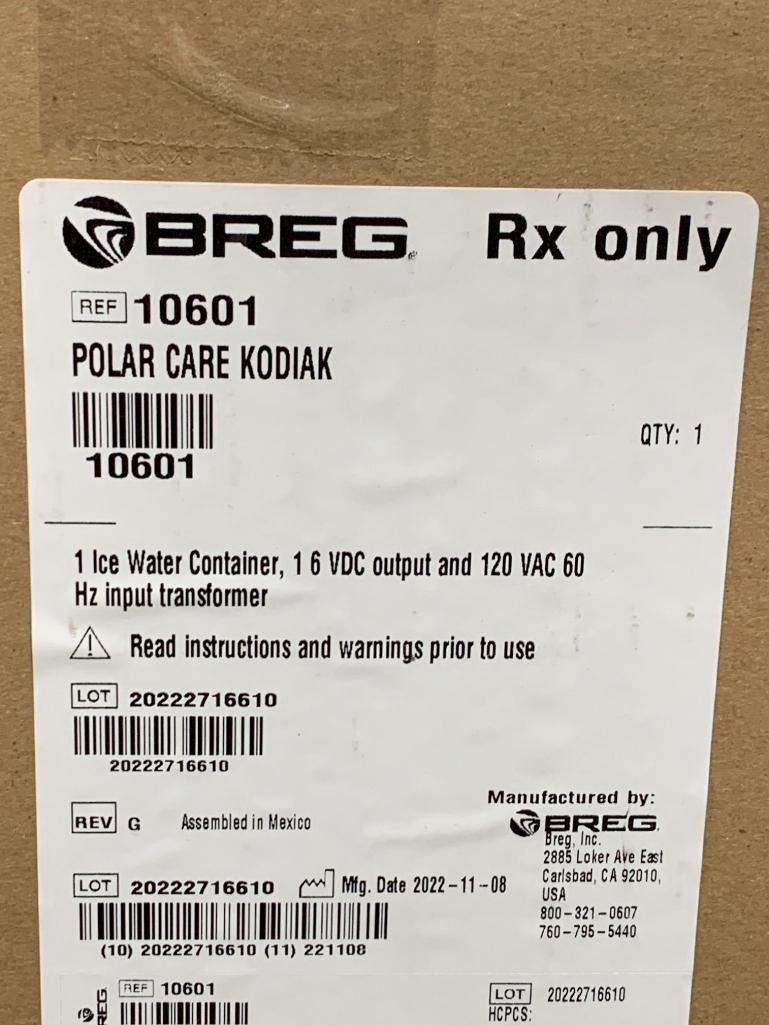 BREG Rx only
REF 10601
POLAR CARE KODIAK
10601
QTY: 1
1 Ice Water Container, 1 6 VDC output and 120 VAC 60
Hz input transformer
Read instructions and warnings prior to use
LOT 20222716610
20222716610
REV G Assembled in Mexico
Manufactured by:
BREG
Breg, Inc.
2885 Loker Ave East
Carlsbad, CA 92010,
USA
800-321-0607
760-795-5440
LOT 20222716610 Mfg. Date 2022-11-08
(10) 20222716610 (11) 221108
REF 10601
LOT 20222716610
HCPCS: